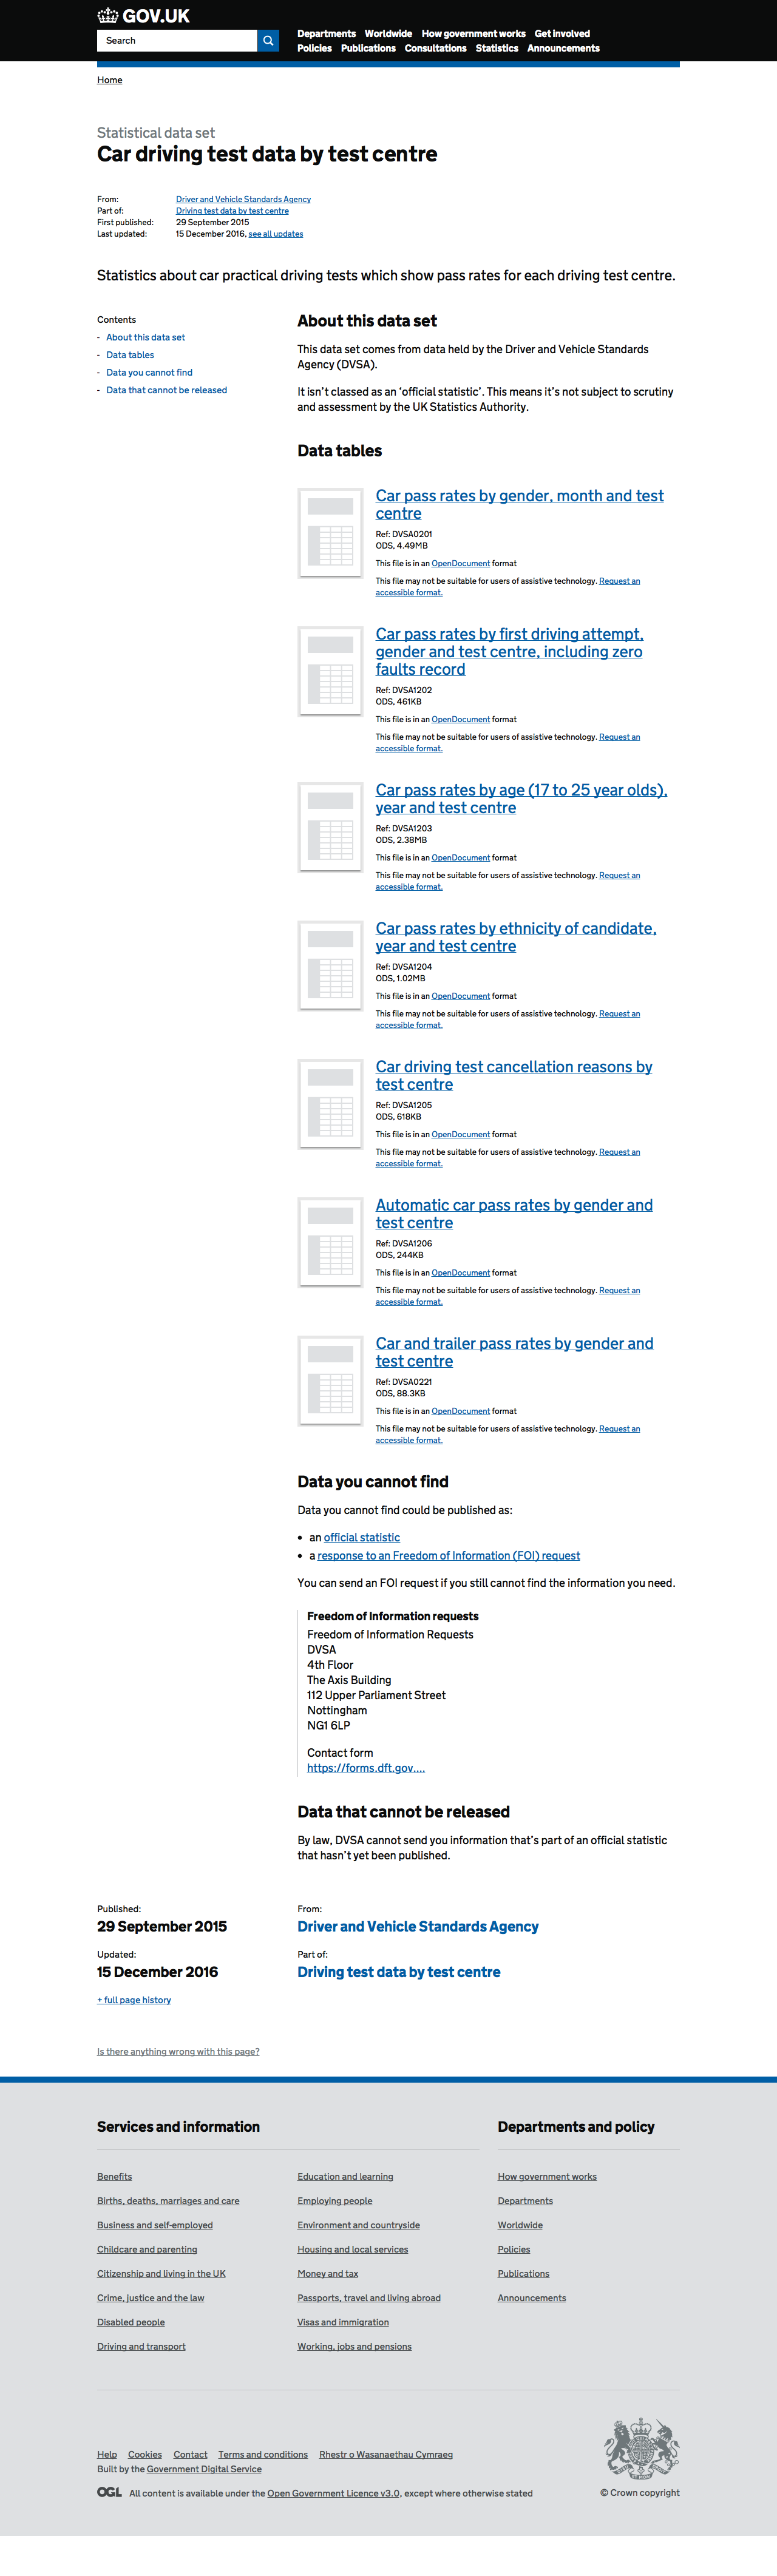 GOV.UK
Search
Departments Worldwide How government works Get involved
Policies Publications Consultations Statistics Announcements
Home
Statistical data set
Car driving test data by test centre
From: Driver and Vehicle Standards Agency
Part of: Driving test data by test centre
First published: 29 September 2015
Last updated: 15 December 2016, see all updates
Statistics about car practical driving tests which show pass rates for each driving test centre.
Contents
- About this data set
- Data tables
- Data you cannot find
- Data that cannot be released
About this data set
This data set comes from data held by the Driver and Vehicle Standards
Agency (DVSA).
It isn't classed as an ‘official statistic’. This means it’s not subject to scrutiny
and assessment by the UK Statistics Authority.
Data tables
Car pass rates by gender, month and test
centre
Ref: DVSA0201
ODS, 4.49MB
This file is in an OpenDocument format
This file may not be suitable for users of assistive technology. Request an
accessible format.
Car pass rates by first driving attempt,
gender and test centre, including zero
faults record
Ref: DVSA1202
ODS, 461KB
This file is in an OpenDocument format
This file may not be suitable for users of assistive technology. Request an
accessible format.
Car pass rates by age (17 to 25 year olds),
year and test centre
Ref: DVSA1203
ODS, 2.38MB
This file is in an OpenDocument format
This file may not be suitable for users of assistive technology. Request an
accessible format.
Car pass rates by ethnicity of candidate,
year and test centre
Ref: DVSA1204
ODS, 1.02MB
This file is in an OpenDocument format
This file may not be suitable for users of assistive technology. Request an
accessible format.
Car driving test cancellation reasons by
test centre
Ref: DVSA1205
ODS, 618KB
This file is in an OpenDocument format
This file may not be suitable for users of assistive technology. Request an
accessible format.
Automatic car pass rates by gender and
test centre
Ref: DVSA1206
ODS, 244KB
This file is in an OpenDocument format
This file may not be suitable for users of assistive technology. Request an
accessible format.
Car and trailer pass rates by gender and
test centre
Ref: DVSA0221
ODS, 88.3KB
This file is in an OpenDocument format
This file may not be suitable for users of assistive technology. Request an
accessible format.
Data you cannot find
Data you cannot find could be published as:
• an official statistic
• a response to an Freedom of Information (FOI) request
You can send an FOI request if you still cannot find the information you need.
Freedom of Information requests
Freedom of Information Requests
DVSA
4th Floor
The Axis Building
112 Upper Parliament Street
Nottingham
NG1 6LP
Contact form
https://forms.dft.gov....
Data that cannot be released
By law, DVSA cannot send you information that’s part of an official statistic
that hasn’t yet been published.
Published:
29 September 2015
Updated:
15 December 2016
+ full page history
From:
Driver and Vehicle Standards Agency
Part of:
Driving test data by test centre
Is there anything wrong with this page?
Services and information
Benefits
Births, deaths, marriages and care
Business and self-employed
Childcare and parenting
Citizenship and living in the UK
Crime, justice and the law
Disabled people
Driving and transport
Education and learning
Employing people
Environment and countryside
Housing and local services
Money and tax
Passports, travel and living abroad
Visas and immigration
Working, jobs and pensions
Departments and policy
How government works
Departments
Worldwide
Policies
Publications
Announcements
Help Cookies Contact Terms and conditions Rhestr o Wasanaethau Cymraeg
Built by the Government Digital Service
OGL All content is available under the Open Government Licence v3.0, except where otherwise stated
© Crown copyright